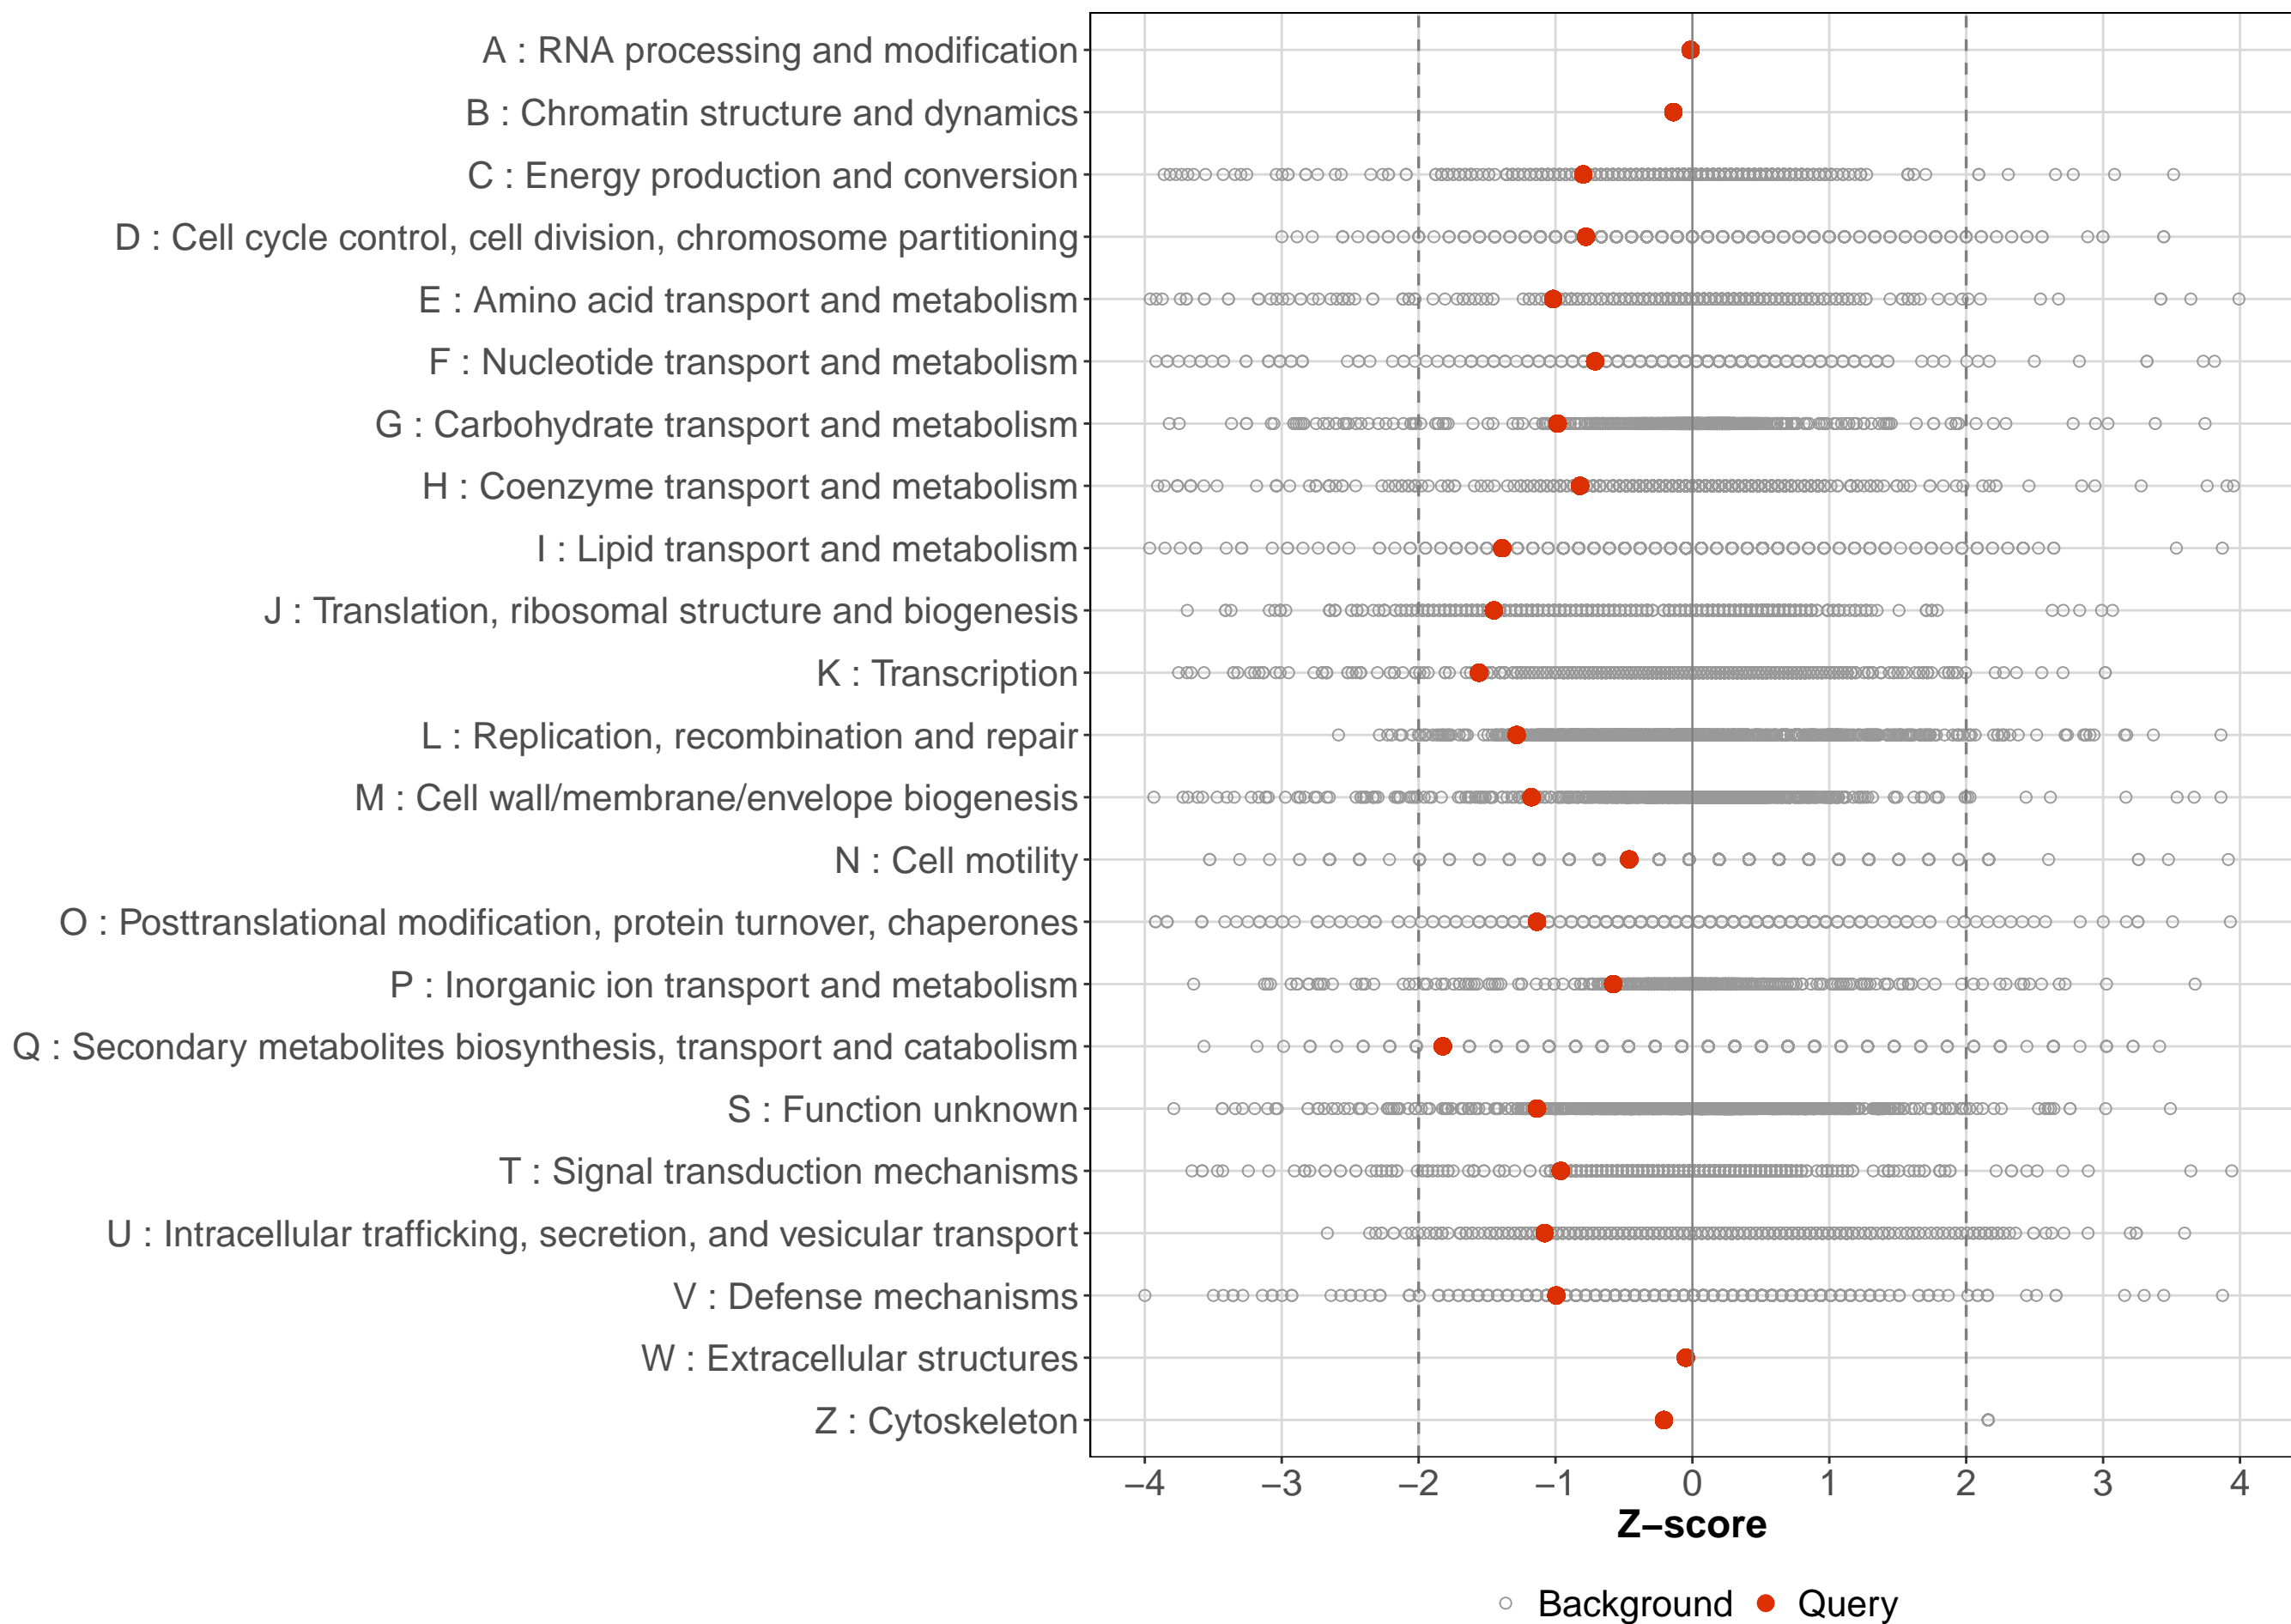 A : RNA processing and modification
B : Chromatin structure and dynamics
C : Energy production and conversion
D : Cell cycle control, cell division, chromosome partitioning
E : Amino acid transport and metabolism
F : Nucleotide transport and metabolism
G : Carbohydrate transport and metabolism
H : Coenzyme transport and metabolism
I : Lipid transport and metabolism
J : Translation, ribosomal structure and biogenesis
K : Transcription
L : Replication, recombination and repair
M : Cell wall/membrane/envelope biogenesis
N : Cell motility
O : Posttranslational modification, protein turnover, chaperones
P : Inorganic ion transport and metabolism
Q : Secondary metabolites biosynthesis, transport and catabolism
S : Function unknown
T : Signal transduction mechanisms
U : Intracellular trafficking, secretion, and vesicular transport
V : Defense mechanisms
W : Extracellular structures
Z : Cytoskeleton
−4 −3 −2 −1 0 1 2 3 4
Z−score
Background Query